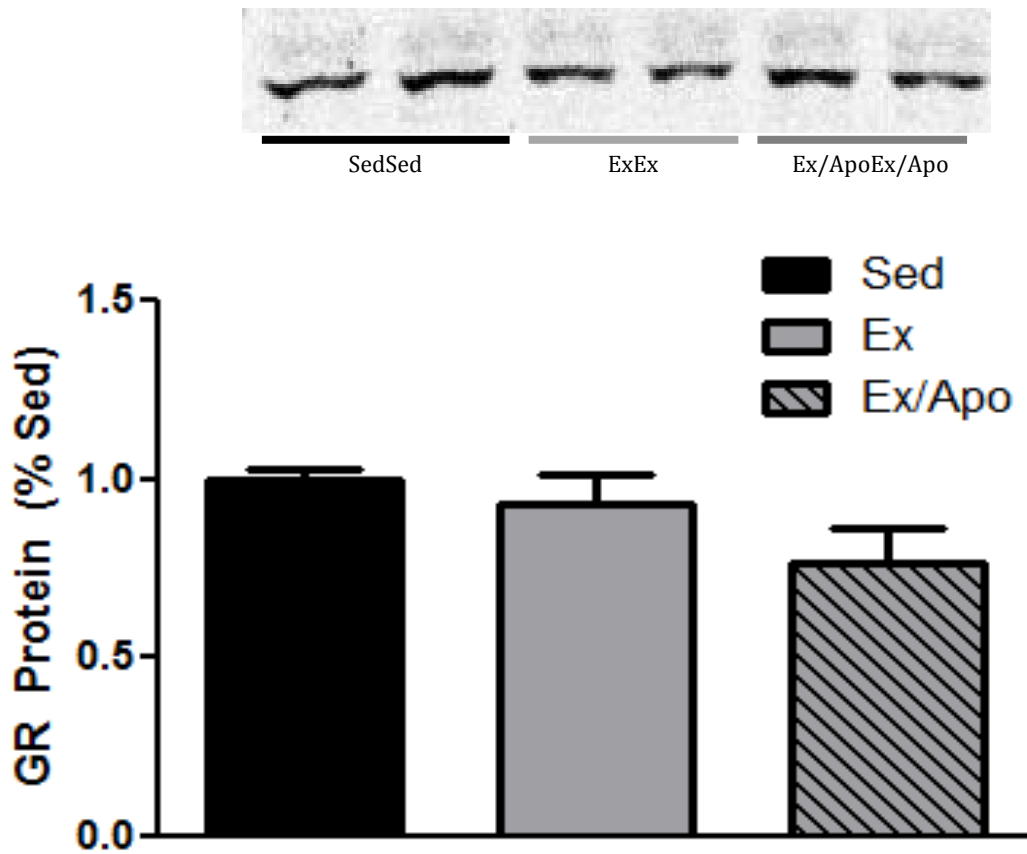 SedSed ExEx Ex/ApoEx/Apo
Sed
Ex
Ex/Apo
GR Protein (% Sed)
1.5
1.0
0.5
0.0